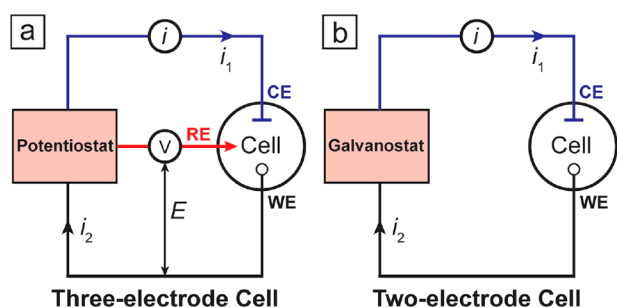 a
i
i1
CE
Potentiostat
V
RE
Cell
WE
i2
E
Three-electrode Cell
b
i
i1
CE
Galvanostat
Cell
WE
i2
Two-electrode Cell